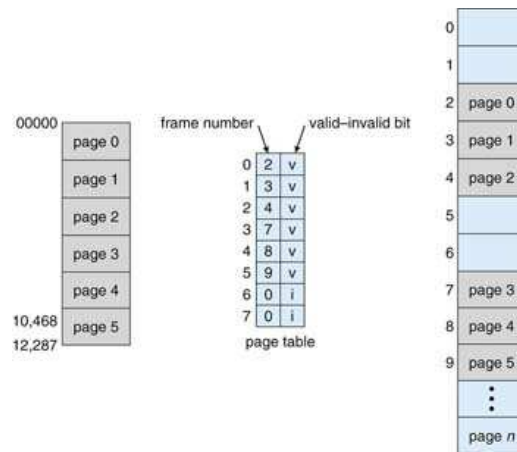 00000
page 0
page 1
page 2
page 3
page 4
10,468
page 5
12,287
frame number
valid–invalid bit
0 2 v
1 3 v
2 4 v
3 7 v
4 8 v
5 9 v
6 0 i
7 0 i
page table
0
1
2 page 0
3 page 1
4 page 2
5
6
7 page 3
8 page 4
9 page 5
page n